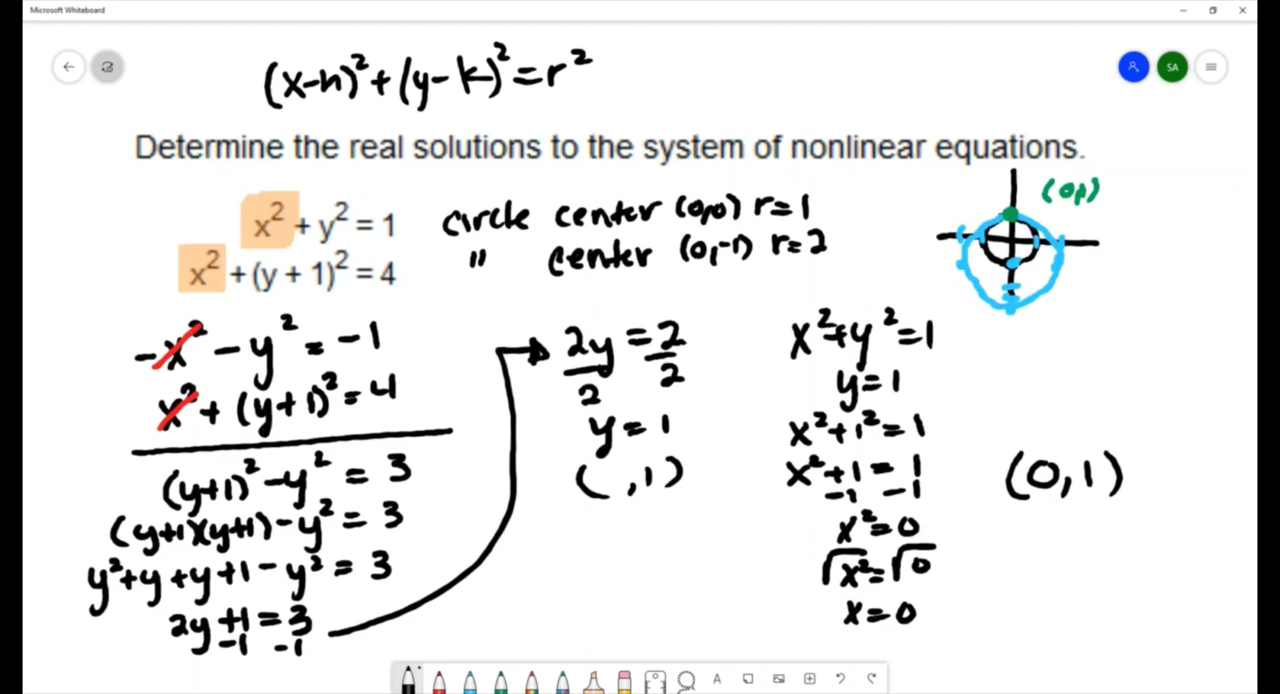 Microsoft Whiteboard
SA
(x-h)²+(y-k)²=r²
Determine the real solutions to the system of nonlinear equations.
x² + y² = 1
circle center (0,0) r=1
x² + (y + 1)² = 4
" center (0,-1) r=2
(0,1)
-x² - y² = -1
x² + (y+1)² = 4
(y+1)² - y² = 3
(y+1)(y+1) - y² = 3
y²+y+y+1-y² = 3
2y+1=3
-1 -1
2y = 2
2 2
y = 1
( ,1)
x²+y²=1
y=1
x²+1²=1
x²+1=1
-1 -1
x²=0
√x²=√0
x=0
(0,1)
A